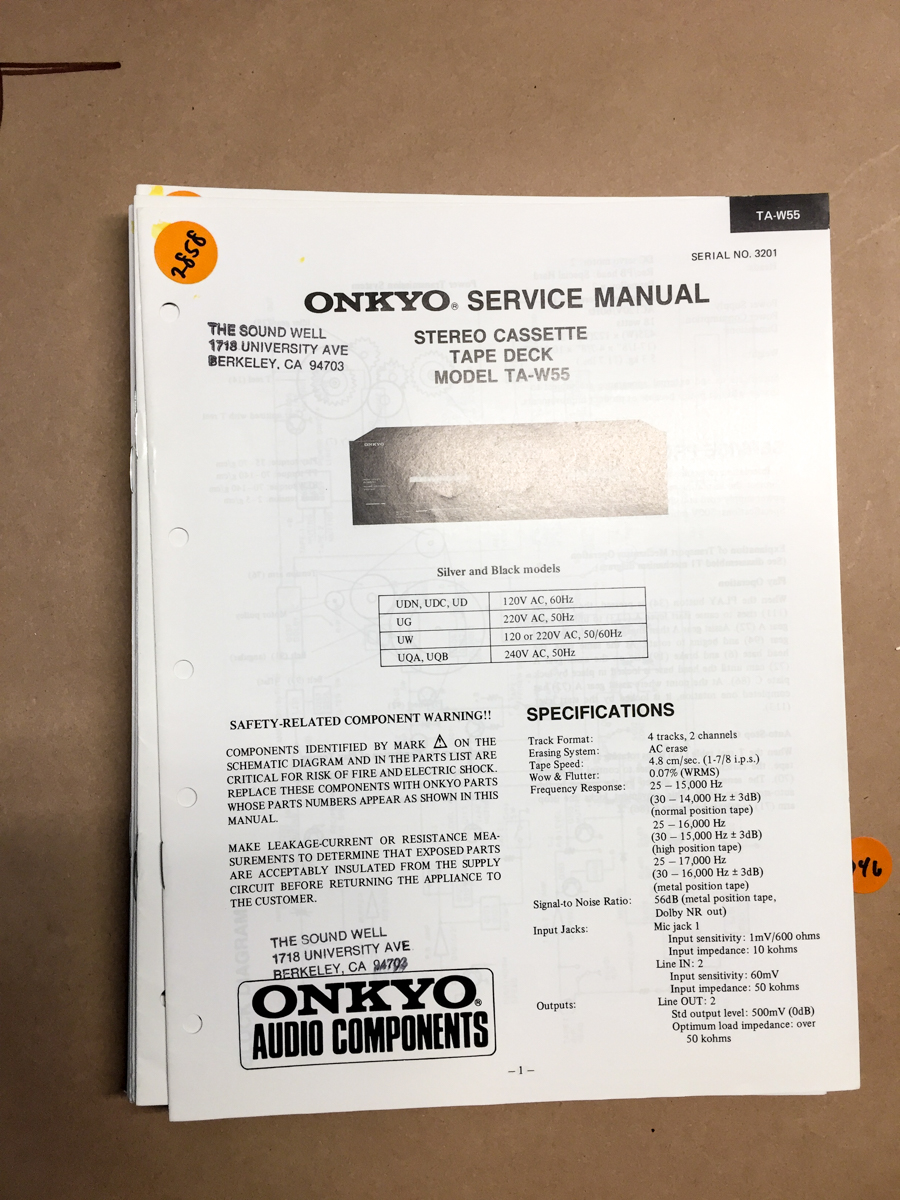 TA-W55
SERIAL NO. 3201
2858
ONKYO® SERVICE MANUAL
THE SOUND WELL
1718 UNIVERSITY AVE
BERKELEY, CA 94703
STEREO CASSETTE
TAPE DECK
MODEL TA-W55
ONKYO
Silver and Black models
UDN, UDC, UD 120V AC, 60Hz
UG 220V AC, 50Hz
UW 120 or 220V AC, 50/60Hz
UQA, UQB 240V AC, 50Hz
SAFETY-RELATED COMPONENT WARNING!!
COMPONENTS IDENTIFIED BY MARK ⚠ ON THE
SCHEMATIC DIAGRAM AND IN THE PARTS LIST ARE
CRITICAL FOR RISK OF FIRE AND ELECTRIC SHOCK.
REPLACE THESE COMPONENTS WITH ONKYO PARTS
WHOSE PARTS NUMBERS APPEAR AS SHOWN IN THIS
MANUAL.
MAKE LEAKAGE-CURRENT OR RESISTANCE MEA-
SUREMENTS TO DETERMINE THAT EXPOSED PARTS
ARE ACCEPTABLY INSULATED FROM THE SUPPLY
CIRCUIT BEFORE RETURNING THE APPLIANCE TO
THE CUSTOMER.
THE SOUND WELL
1718 UNIVERSITY AVE
BERKELEY, CA 94703
ONKYO®
AUDIO COMPONENTS
SPECIFICATIONS
Track Format: 4 tracks, 2 channels
Erasing System: AC erase
Tape Speed: 4.8 cm/sec. (1-7/8 i.p.s.)
Wow & Flutter: 0.07% (WRMS)
Frequency Response: 25 – 15,000 Hz
(30 – 14,000 Hz ± 3dB)
(normal position tape)
25 – 16,000 Hz
(30 – 15,000 Hz ± 3dB)
(high position tape)
25 – 17,000 Hz
(30 – 16,000 Hz ± 3dB)
(metal position tape)
Signal-to Noise Ratio: 56dB (metal position tape,
Dolby NR out)
Input Jacks: Mic jack 1
Input sensitivity: 1mV/600 ohms
Input impedance: 10 kohms
Line IN: 2
Input sensitivity: 60mV
Input impedance: 50 kohms
Outputs: Line OUT: 2
Std output level: 500mV (0dB)
Optimum load impedance: over
50 kohms
– 1 –